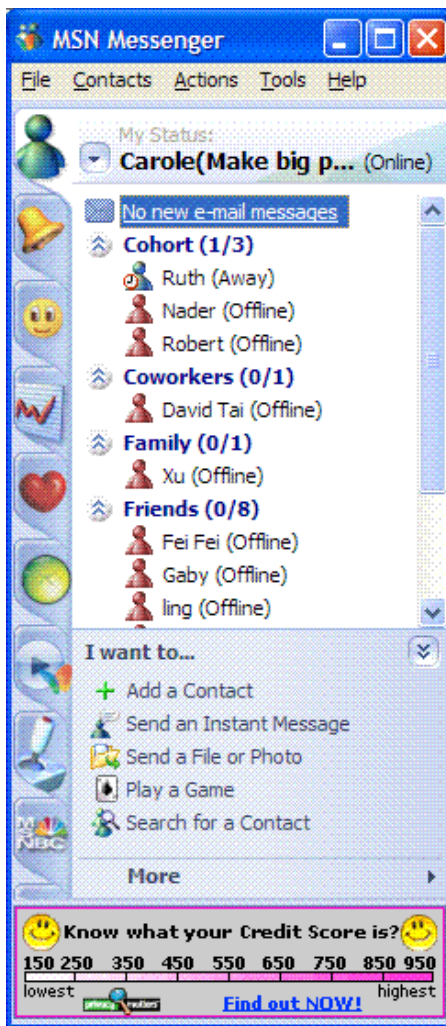 MSN Messenger
File Contacts Actions Tools Help
My Status:
Carole(Make big p... (Online)
No new e-mail messages
Cohort (1/3)
Ruth (Away)
Nader (Offline)
Robert (Offline)
Coworkers (0/1)
David Tai (Offline)
Family (0/1)
Xu (Offline)
Friends (0/8)
Fei Fei (Offline)
Gaby (Offline)
ling (Offline)
I want to...
Add a Contact
Send an Instant Message
Send a File or Photo
Play a Game
Search for a Contact
MSNBC
More
Know what your Credit Score is?
150 250 350 450 550 650 750 850 950
lowest highest
privacy matters Find out NOW!